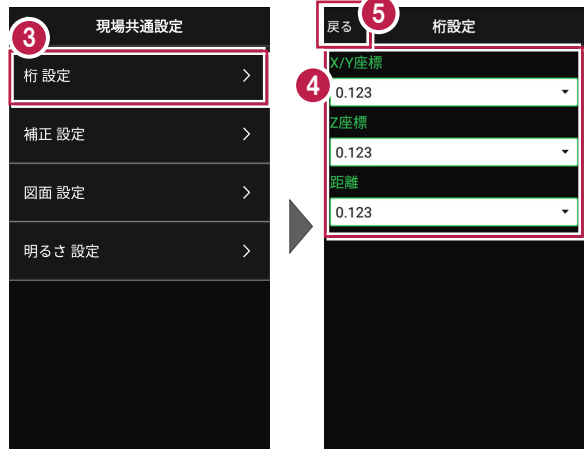 3
現場共通設定
桁 設定
補正 設定
図面 設定
明るさ 設定
5
戻る
桁設定
4
X/Y座標
0.123
Z座標
0.123
距離
0.123